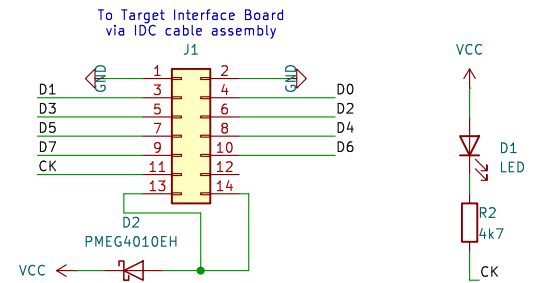 To Target Interface Board
via IDC cable assembly
J1
VCC
GND 1 2 GND
D1 3 4 D0
D3 5 6 D2
D5 7 8 D4
D7 9 10 D6
CK 11 12
13 14
D1
LED
D2
PMEG4010EH
R2
4k7
VCC
CK